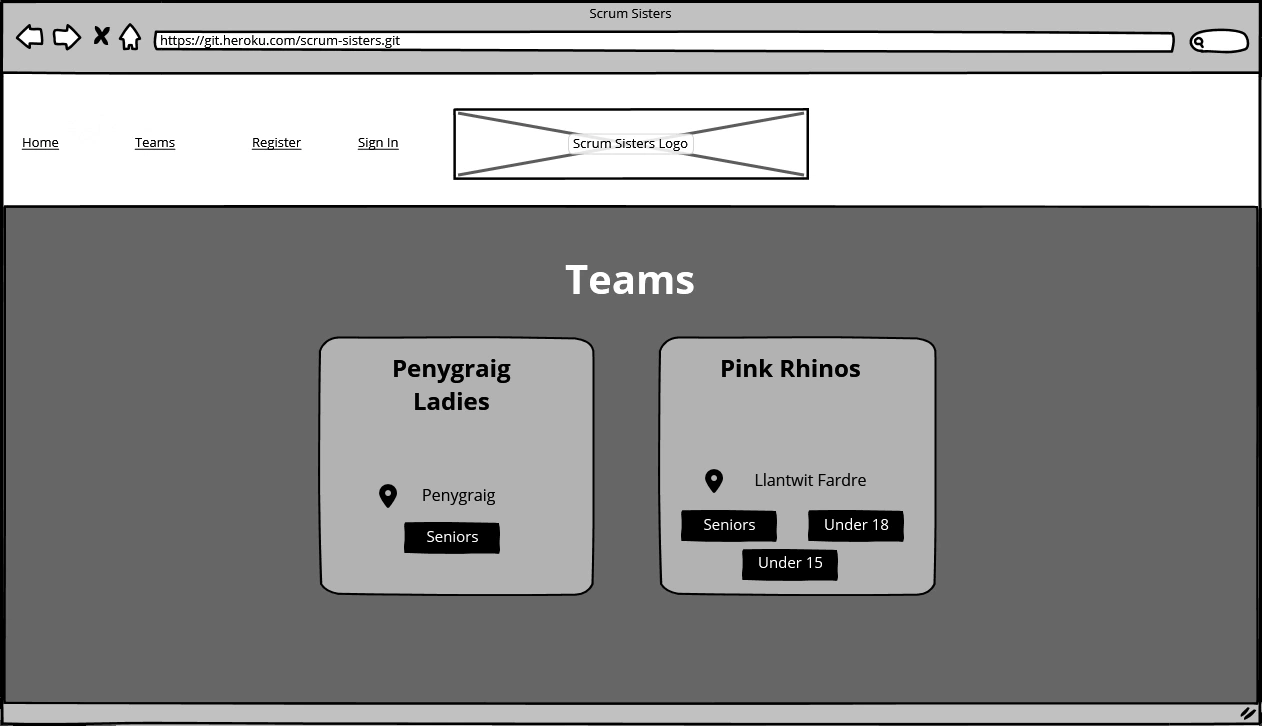 Scrum Sisters
https://git.heroku.com/scrum-sisters.git
Home
Teams
Register
Sign In
Scrum Sisters Logo
Teams
Penygraig
Ladies
Penygraig
Seniors
Pink Rhinos
Llantwit Fardre
Seniors
Under 18
Under 15